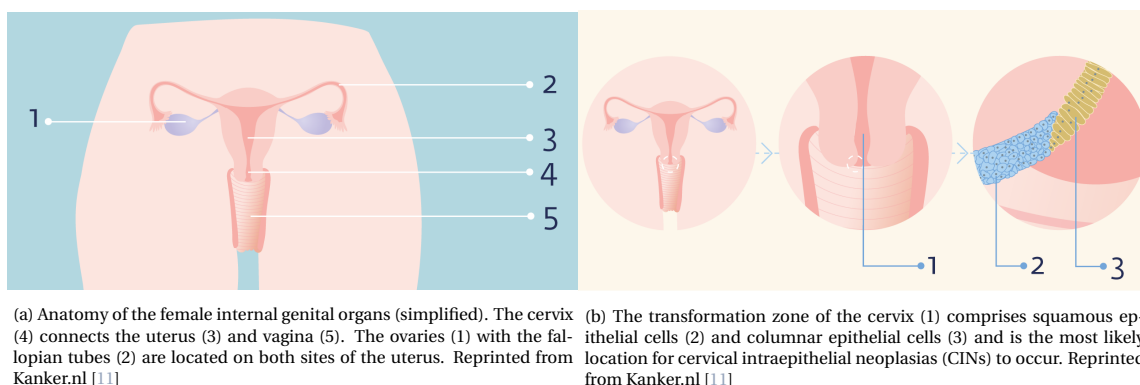 1
2
3
4
5
1
2
3
(a) Anatomy of the female internal genital organs (simplified). The cervix
(4) connects the uterus (3) and vagina (5). The ovaries (1) with the fal-
lopian tubes (2) are located on both sites of the uterus. Reprinted from
Kanker.nl [11]
(b) The transformation zone of the cervix (1) comprises squamous ep-
ithelial cells (2) and columnar epithelial cells (3) and is the most likely
location for cervical intraepithelial neoplasias (CINs) to occur. Reprinted
from Kanker.nl [11]